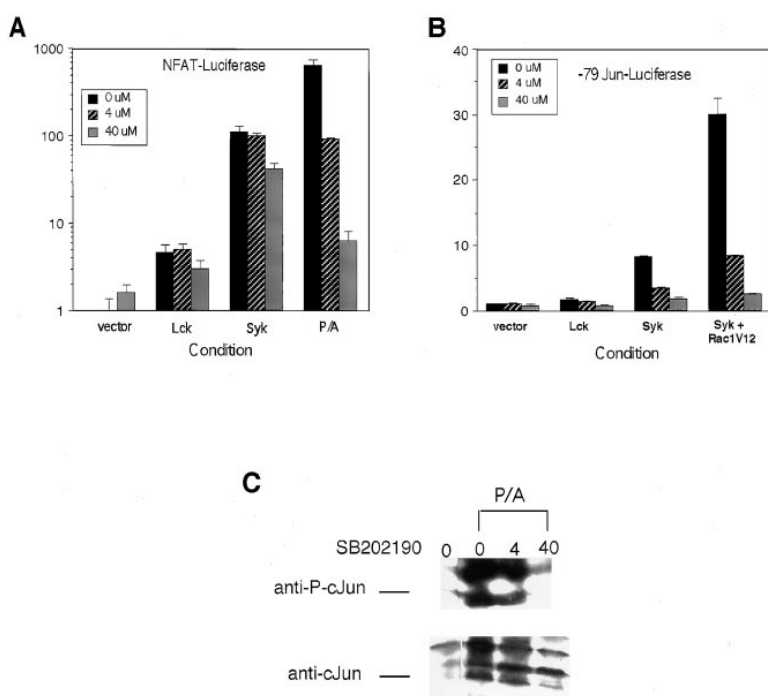 A
NFAT-Luciferase
0 uM
4 uM
40 uM
1000
100
10
1
vector Lck Syk P/A
Condition
B
-79 Jun-Luciferase
0 uM
4 uM
40 uM
40
30
20
10
0
vector Lck Syk Syk +
Rac1V12
Condition
C
P/A
SB202190 0 0 4 40
anti-P-cJun
anti-cJun